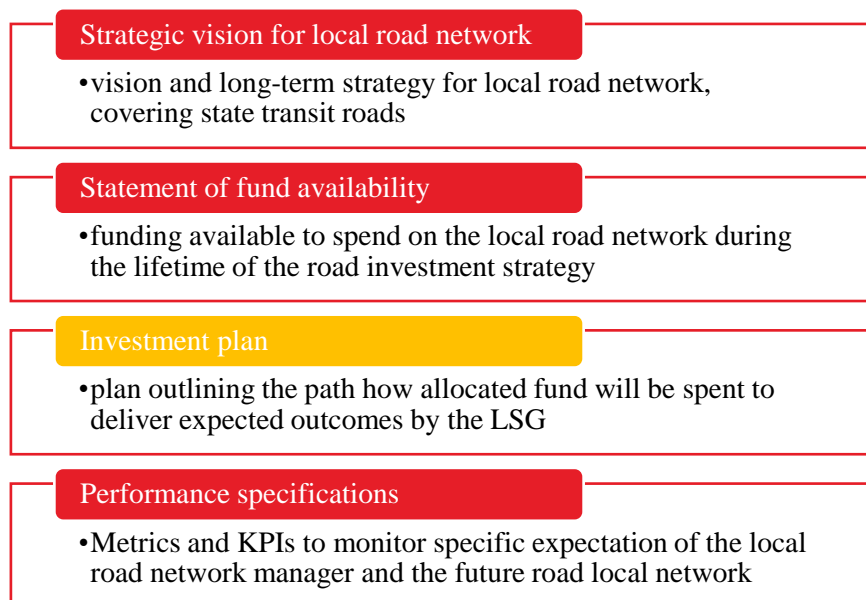 Strategic vision for local road network
•vision and long-term strategy for local road network,
covering state transit roads
Statement of fund availability
•funding available to spend on the local road network during
the lifetime of the road investment strategy
Investment plan
•plan outlining the path how allocated fund will be spent to
deliver expected outcomes by the LSG
Performance specifications
•Metrics and KPIs to monitor specific expectation of the local
road network manager and the future road local network